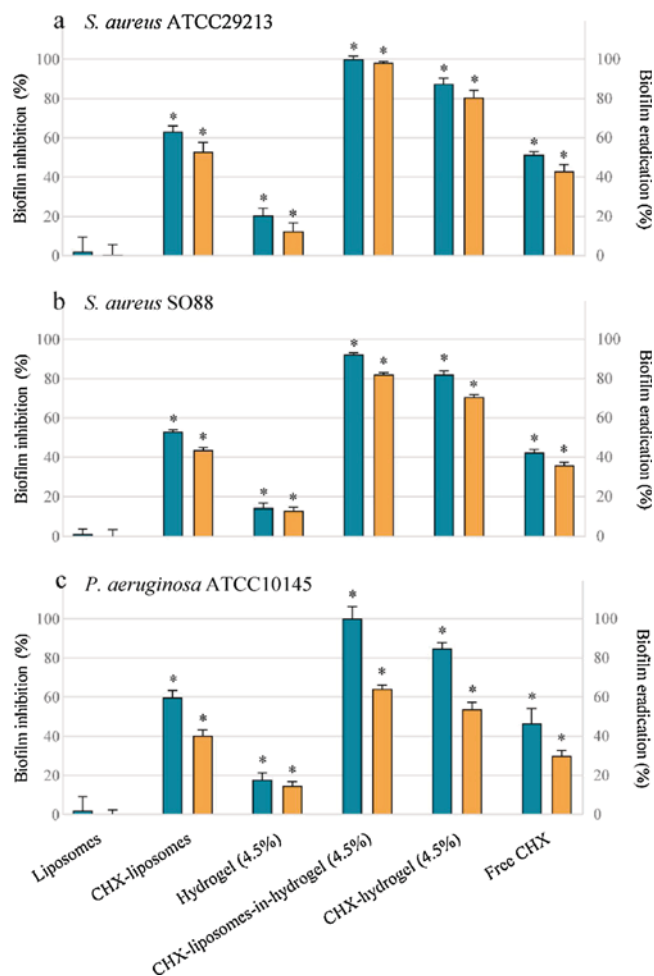 a S. aureus ATCC29213
Biofilm inhibition (%)
100
80
60
40
20
0
* * * * * * * * * *
100
80
60
40
20
0
Biofilm eradication (%)
b S. aureus SO88
Biofilm inhibition (%)
100
80
60
40
20
0
* * * * * * * * * *
100
80
60
40
20
0
Biofilm eradication (%)
c P. aeruginosa ATCC10145
Biofilm inhibition (%)
100
80
60
40
20
0
* * * * * * * * * *
100
80
60
40
20
0
Biofilm eradication (%)
Liposomes
CHX-liposomes
Hydrogel (4.5%)
CHX-liposomes-in-hydrogel (4.5%)
CHX-hydrogel (4.5%)
Free CHX